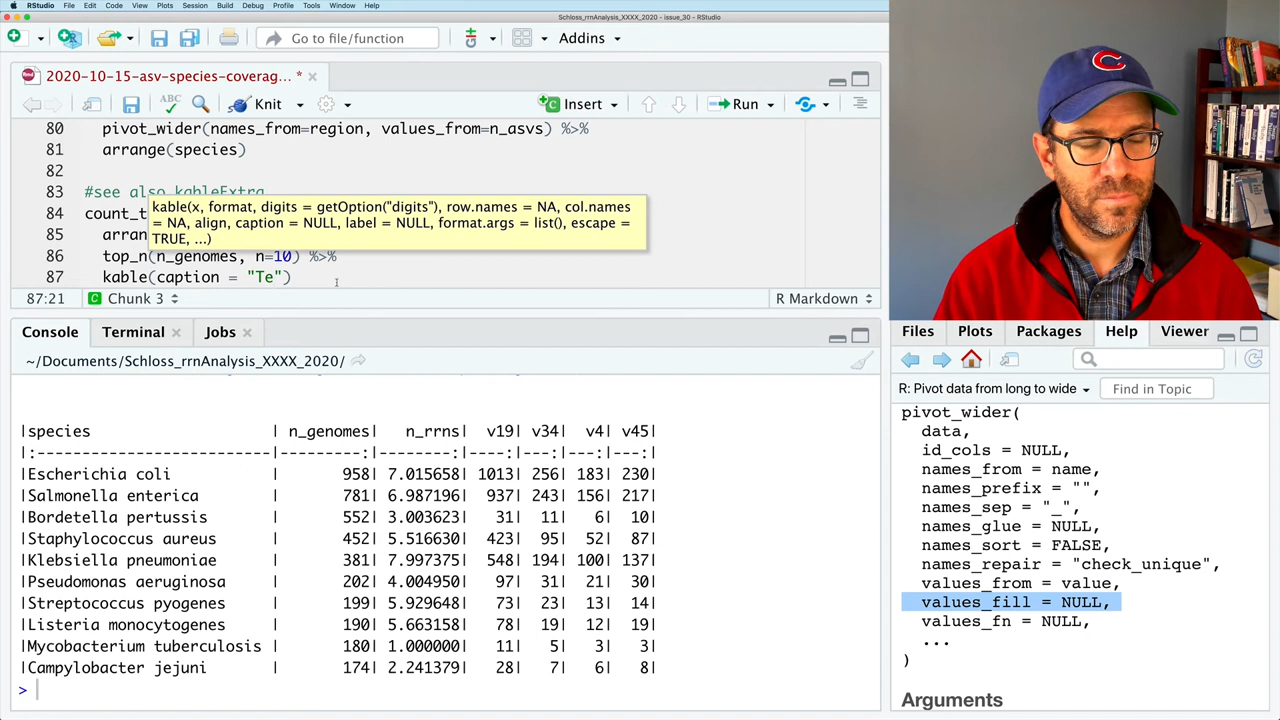 RStudio File Edit Code View Plots Session Build Debug Profile Tools Window Help
Schloss_rrnAnalysis_XXXX_2020 - issue_30 - RStudio
Go to file/function
Addins
2020-10-15-asv-species-coverag... *
ABC
Knit
Insert
Run
80 pivot_wider(names_from=region, values_from=n_asvs) %>%
81 arrange(species)
82
83 #see also kableExtra
kable(x, format, digits = getOption("digits"), row.names = NA, col.names
= NA, align, caption = NULL, label = NULL, format.args = list(), escape =
TRUE, ...)
84 count_t
85 arran
86 top_n(n_genomes, n=10) %>%
87 kable(caption = "Te")
87:21 Chunk 3 R Markdown
Console Terminal Jobs
~/Documents/Schloss_rrnAnalysis_XXXX_2020/
|species | n_genomes| n_rrns| v19| v34| v4| v45|
|:-------------------------|---------:|--------:|----:|---:|---:|---:|
|Escherichia coli | 958| 7.015658| 1013| 256| 183| 230|
|Salmonella enterica | 781| 6.987196| 937| 243| 156| 217|
|Bordetella pertussis | 552| 3.003623| 31| 11| 6| 10|
|Staphylococcus aureus | 452| 5.516630| 423| 95| 52| 87|
|Klebsiella pneumoniae | 381| 7.997375| 548| 194| 100| 137|
|Pseudomonas aeruginosa | 202| 4.004950| 97| 31| 21| 30|
|Streptococcus pyogenes | 199| 5.929648| 73| 23| 13| 14|
|Listeria monocytogenes | 190| 5.663158| 78| 19| 12| 19|
|Mycobacterium tuberculosis | 180| 1.000000| 11| 5| 3| 3|
|Campylobacter jejuni | 174| 2.241379| 28| 7| 6| 8|
>
C
Files Plots Packages Help Viewer
R: Pivot data from long to wide
Find in Topic
pivot_wider(
data,
id_cols = NULL,
names_from = name,
names_prefix = "",
names_sep = "_",
names_glue = NULL,
names_sort = FALSE,
names_repair = "check_unique",
values_from = value,
values_fill = NULL,
values_fn = NULL,
...
)
Arguments